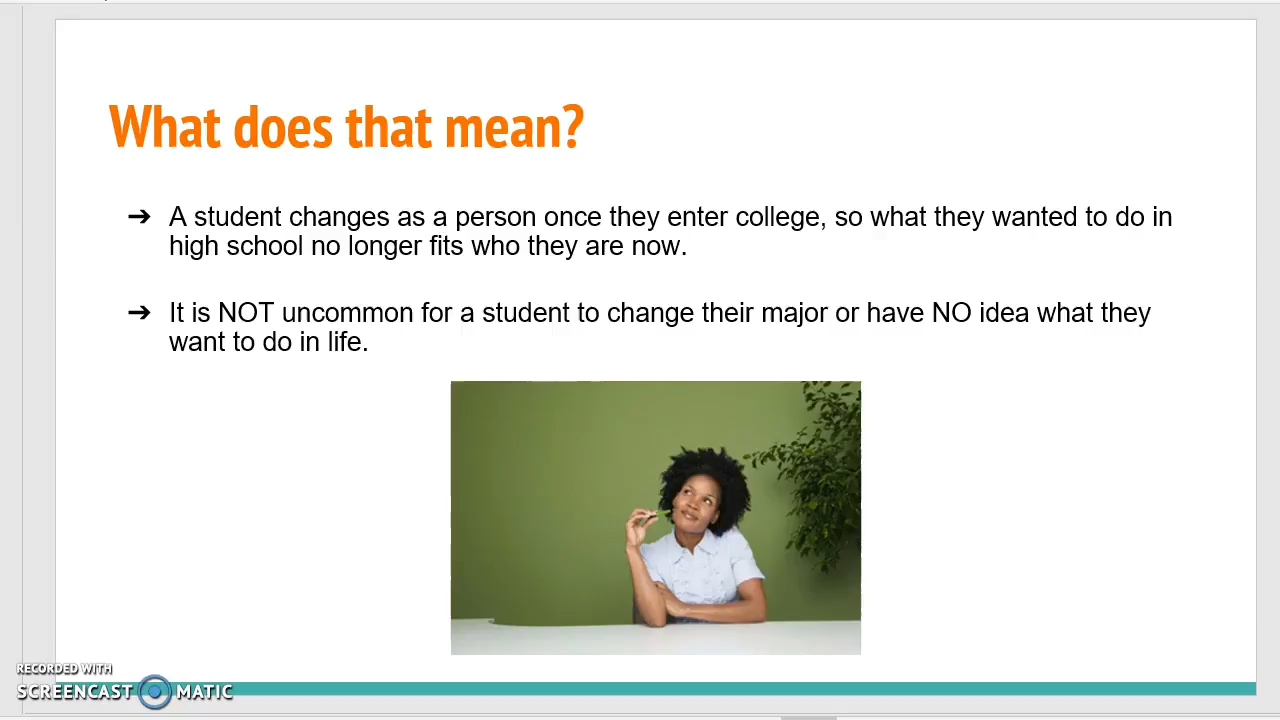 What does that mean?
➔ A student changes as a person once they enter college, so what they wanted to do in
high school no longer fits who they are now.
➔ It is NOT uncommon for a student to change their major or have NO idea what they
want to do in life.
RECORDED WITH
SCREENCAST MATIC